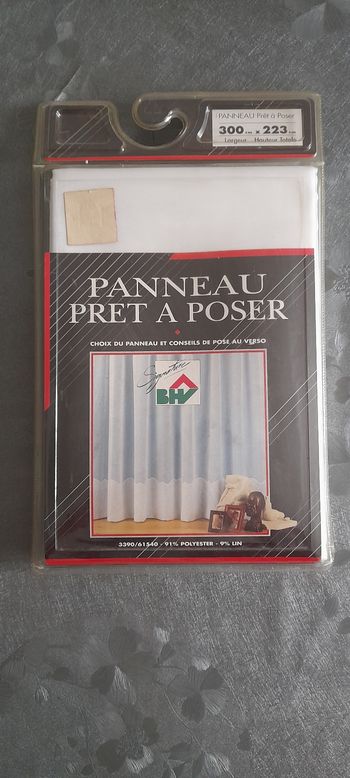 PANNEAU Prêt à Poser
300 cm x 223 cm
Largeur Hauteur Totale
PANNEAU
PRET A POSER
CHOIX DU PANNEAU ET CONSEILS DE POSE AU VERSO
Signature
BHV
3390/61540 - 91% POLYESTER - 9% LIN